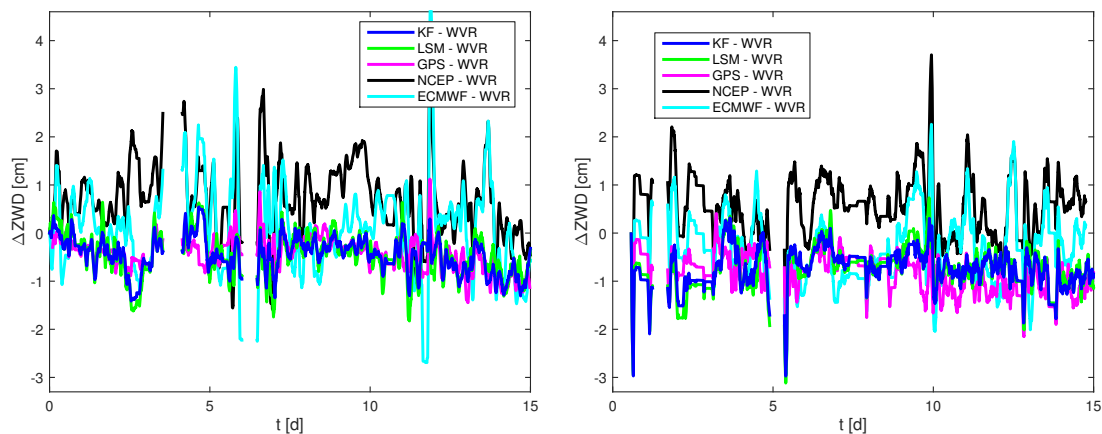 4
3
2
1
0
-1
-2
-3
Δ ZWD [cm]
0
5
10
15
t [d]
KF - WVR
LSM - WVR
GPS - WVR
NCEP - WVR
ECMWF - WVR
4
3
2
1
0
-1
-2
-3
Δ ZWD [cm]
0
5
10
15
t [d]
KF - WVR
LSM - WVR
GPS - WVR
NCEP - WVR
ECMWF - WVR